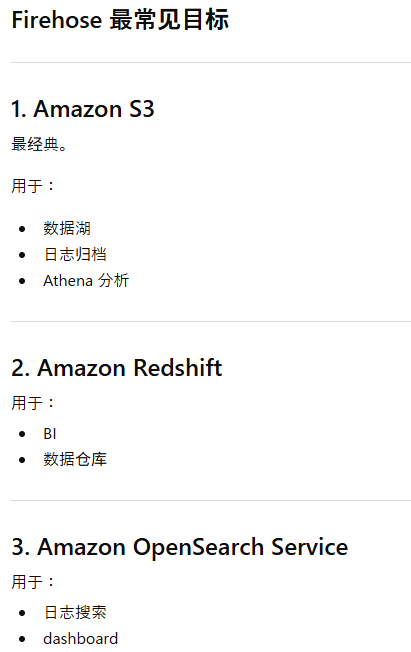 Firehose 最常见目标
1. Amazon S3
最经典。
用于：
数据湖
日志归档
Athena 分析
2. Amazon Redshift
用于：
BI
数据仓库
3. Amazon OpenSearch Service
用于：
日志搜索
dashboard